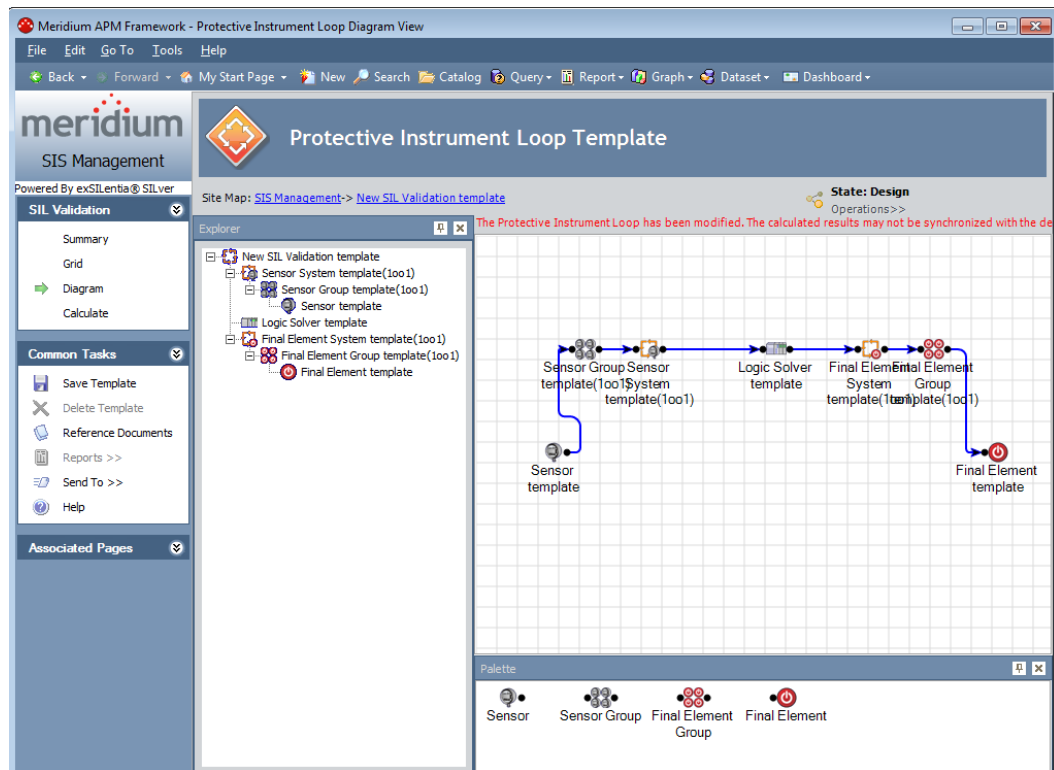 Meridium APM Framework - Protective Instrument Loop Diagram View
File Edit Go To Tools Help
Back Forward My Start Page New Search Catalog Query Report Graph Dataset Dashboard
meridium
SIS Management
Powered By exSILentia® SILver
SIL Validation
Summary
Grid
Diagram
Calculate
Common Tasks
Save Template
Delete Template
Reference Documents
Reports >>
Send To >>
Help
Associated Pages
Protective Instrument Loop Template
Site Map: SIS Management-> New SIL Validation template
State: Design
Operations>>
The Protective Instrument Loop has been modified. The calculated results may not be synchronized with the de
Explorer
New SIL Validation template
Sensor System template(1oo1)
Sensor Group template(1oo1)
Sensor template
Logic Solver template
Final Element System template(1oo1)
Final Element Group template(1oo1)
Final Element template
Sensor Group
template(1oo1)
Sensor
System
template(1oo1)
Logic Solver
template
Final Element
System
template(1oo1)
Final Element
Group
template(1oo1)
Sensor
template
Final Element
template
Palette
Sensor
Sensor Group
Final Element
Group
Final Element